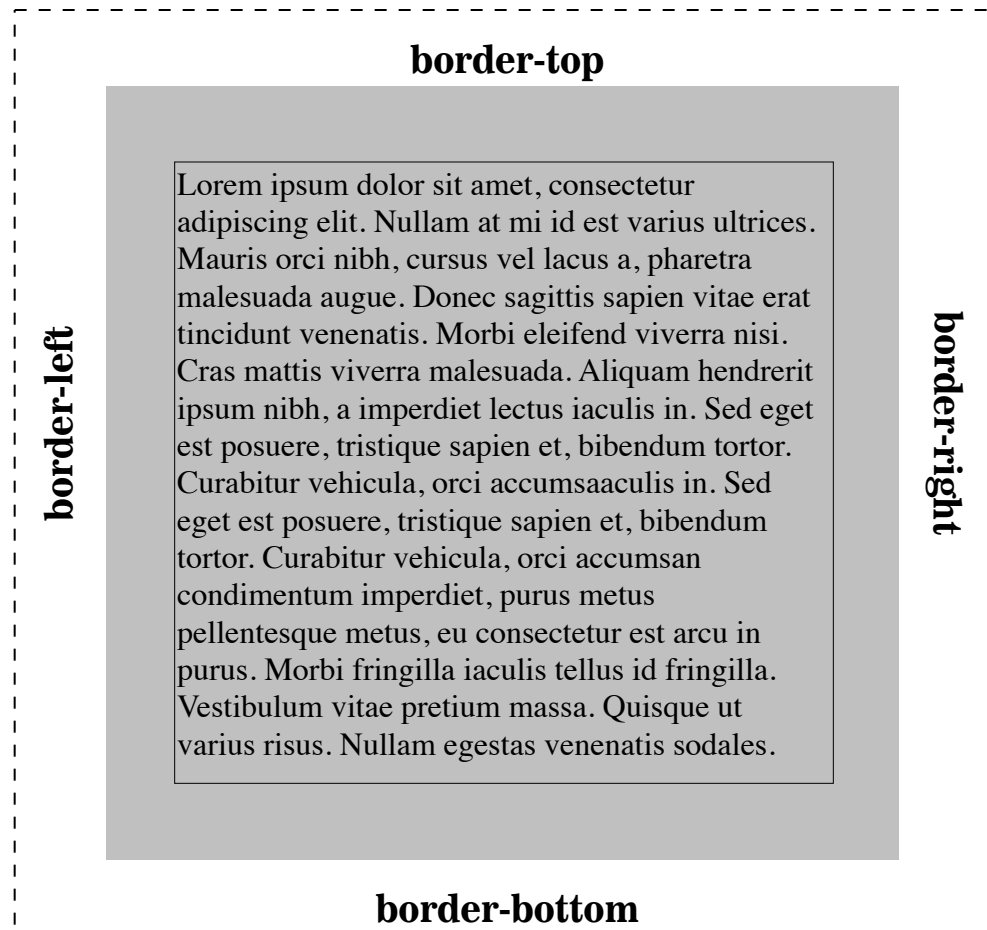 border-top
Lorem ipsum dolor sit amet, consectetur
adipiscing elit. Nullam at mi id est varius ultrices.
Mauris orci nibh, cursus vel lacus a, pharetra
malesuada augue. Donec sagittis sapien vitae erat
tincidunt venenatis. Morbi eleifend viverra nisi.
Cras mattis viverra malesuada. Aliquam hendrerit
ipsum nibh, a imperdiet lectus iaculis in. Sed eget
est posuere, tristique sapien et, bibendum tortor.
Curabitur vehicula, orci accumsaaculis in. Sed
eget est posuere, tristique sapien et, bibendum
tortor. Curabitur vehicula, orci accumsan
condimentum imperdiet, purus metus
pellentesque metus, eu consectetur est arcu in
purus. Morbi fringilla iaculis tellus id fringilla.
Vestibulum vitae pretium massa. Quisque ut
varius risus. Nullam egestas venenatis sodales.
border-left
border-right
border-bottom